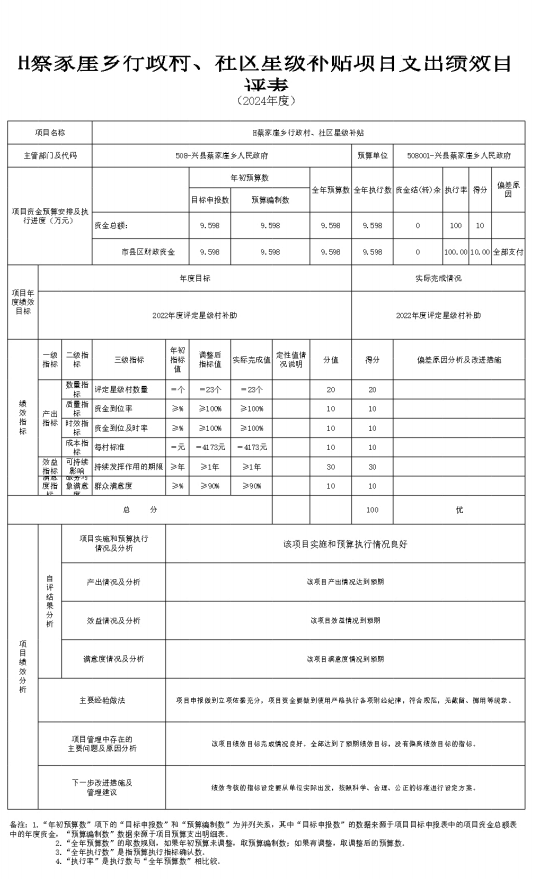 H蔡家崖乡行政村、社区星级补贴项目支出绩效自
评表
（2024年度）
项目名称 H蔡家崖乡行政村、社区星级补贴
主管部门及代码 508-兴县蔡家崖乡人民政府 预算单位 508001-兴县蔡家崖乡人民政府
项目资金预算安排及执行进度（万元） 年初预算数 全年预算数 全年执行数 资金结(转)余 执行率 得分 偏差原因
目标申报数 预算编制数
资金总额: 9.598 9.598 9.598 9.598 0 100 10
市县区财政资金 9.598 9.598 9.598 9.598 0 100.00 10.00 全部支付
项目年度绩效目标 年度目标 实际完成情况
2022年度评定星级村补助 2022年度评定星级村补助
绩效指标 一级指标 二级指标 三级指标 年初指标值 调整后指标值 实际完成值 定性值情况说明 分值 得分 偏差原因分析及改进措施
产出指标 数量指标 评定星级村数量 =个 =23个 =23个 20 20
质量指标 资金到位率 ≥% ≥100% ≥100% 10 10
时效指标 资金到位及时率 ≥% ≥100% ≥100% 10 10
成本指标 每村标准 =元 =4173元 =4173元 10 10
效益指标 可持续影响 持续发挥作用的期限 ≥年 ≥1年 ≥1年 30 30
满意度指标 服务对象满意度 群众满意度 ≥% ≥90% ≥90% 10 10
总 分 100 优
项目绩效分析 自评结果分析 项目实施和预算执行情况及分析 该项目实施和预算执行情况良好
产出情况及分析 该项目产出情况达到预期
效益情况及分析 该项目效益情况到预期
满意度情况及分析 该项目满意度情况到预期
主要经验做法 项目申报做到立项依据充分，项目资金要做到使用严格执行各项财经纪律，符合规范，无截留、挪用等现象。
项目管理中存在的主要问题及原因分析 该项目绩效目标完成情况良好。全部达到了预期绩效目标，没有偏离绩效目标的指标。
下一步改进措施及管理建议 绩效考核的指标设定要从单位实际出发，按照科学、合理、公正的标准进行设定方案。
备注：1.“年初预算数”项下的“目标申报数”和“预算编制数”为并列关系，其中“目标申报数”的数据来源于项目目标申报表中的项目资金总额表
中的年度资金，“预算编制数”数据来源于项目预算支出明细表。
2.“全年预算数”的取数规则，如果年初预算未调整，取预算编制数；如果有调整，取调整后的预算数。
3.“全年执行数”是指预算执行指标确认数。
4.“执行率”是执行数与“全年预算数”相比较.